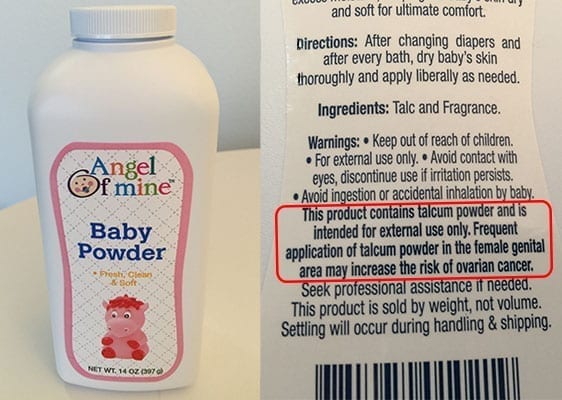 Angel
Of mine™
Baby
Powder
• Fresh, Clean
& Soft
NET WT. 14 OZ (397 g)
and soft for ultimate comfort.
Directions: After changing diapers and
after every bath, dry baby's skin
thoroughly and apply liberally as needed.
Ingredients: Talc and Fragrance.
Warnings: • Keep out of reach of children.
• For external use only. • Avoid contact with
eyes, discontinue use if irritation persists.
• Avoid ingestion or accidental inhalation by baby.
This product contains talcum powder and is
intended for external use only. Frequent
application of talcum powder in the female genital
area may increase the risk of ovarian cancer.
Seek professional assistance if needed.
This product is sold by weight, not volume.
Settling will occur during handling & shipping.